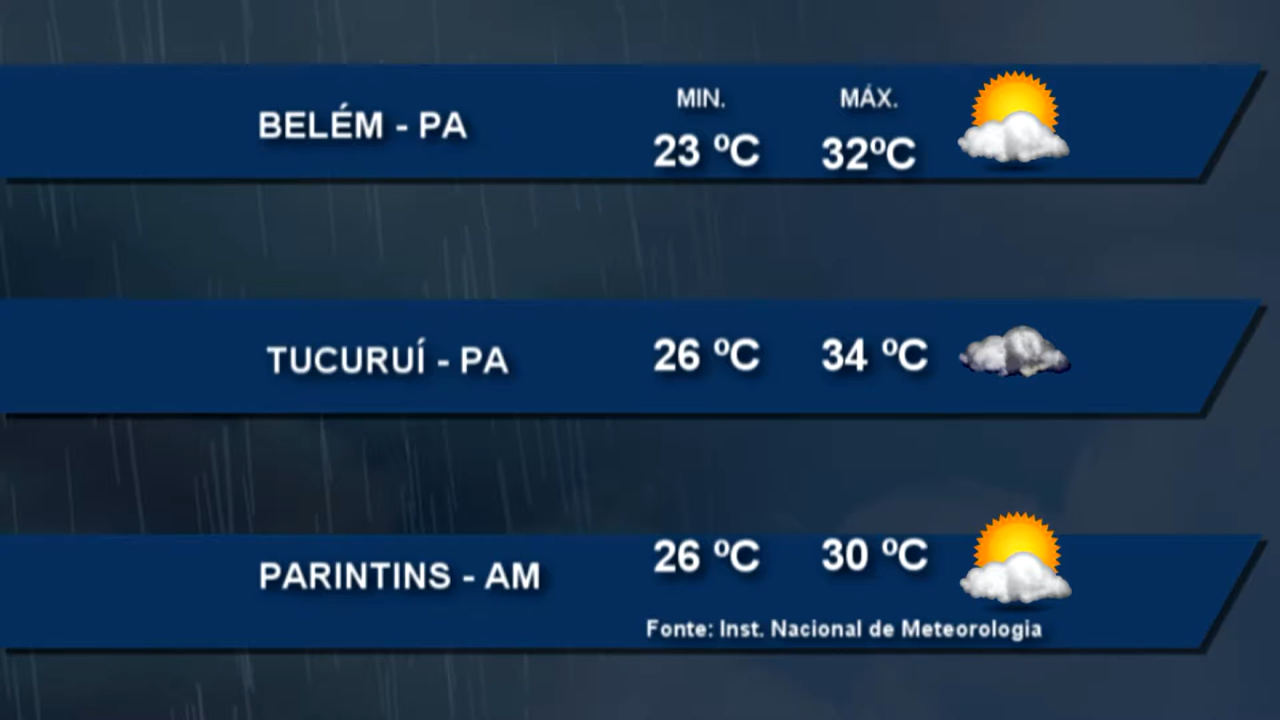 MIN. MÁX.
BELÉM - PA 23 ºC 32ºC
TUCURUÍ - PA 26 ºC 34 ºC
PARINTINS - AM 26 ºC 30 ºC
Fonte: Inst. Nacional de Meteorologia